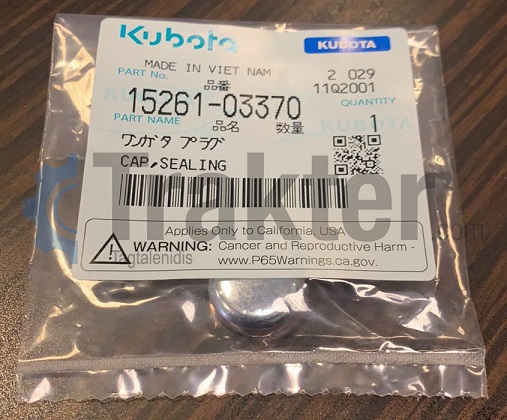 Kubota
KUBOTA
MADE IN VIET NAM
2 029
PART No.
品番
11Q2001
15261-03370
QUANTITY
PART NAME
品名
数量
1
ワンガタ プラグ
KUBOTA
CAP,SEALING
Trakter.com
Applies Only to California, USA
WARNING: Cancer and Reproductive Harm -
www.P65Warnings.ca.gov.
Tagtalenidis